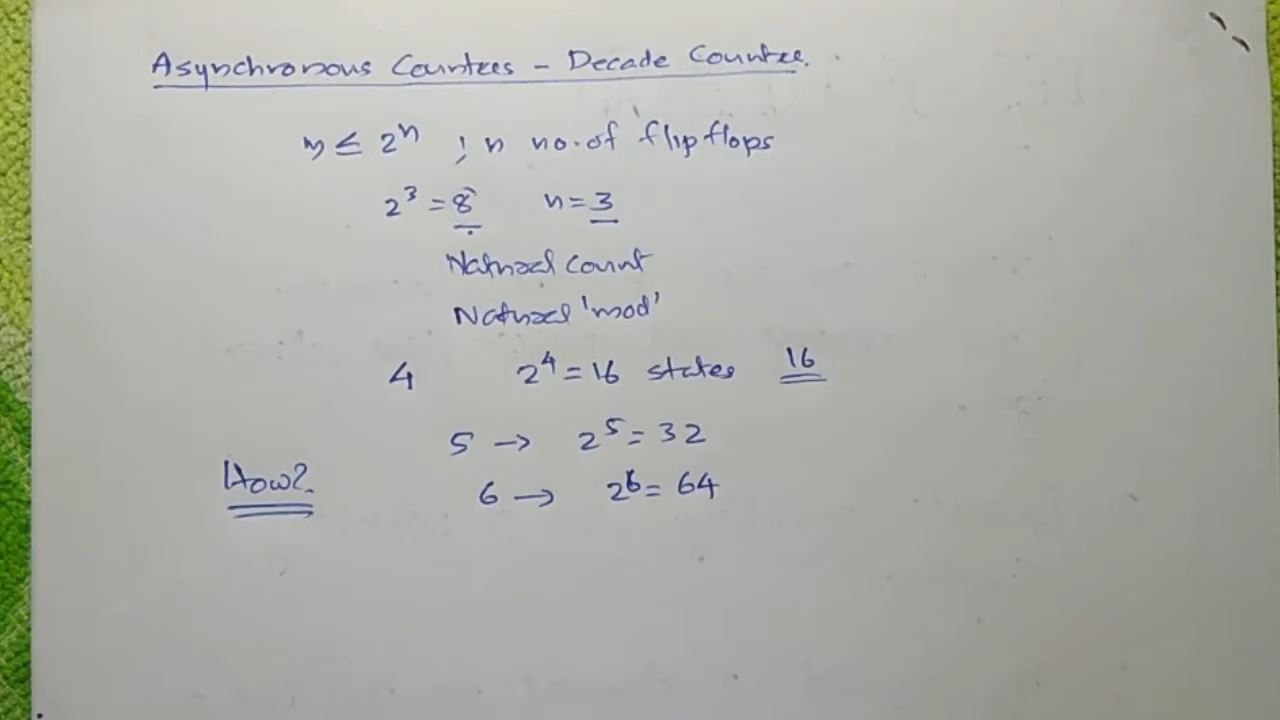 Asynchronous Counters - Decade Counter.
m ≤ 2ⁿ ; n no. of flip flops
2³ = 8 n = 3
Natural count
Natural 'mod'
4 2⁴ = 16 states 16
5 → 2⁵ = 32
How?
6 → 2⁶ = 64